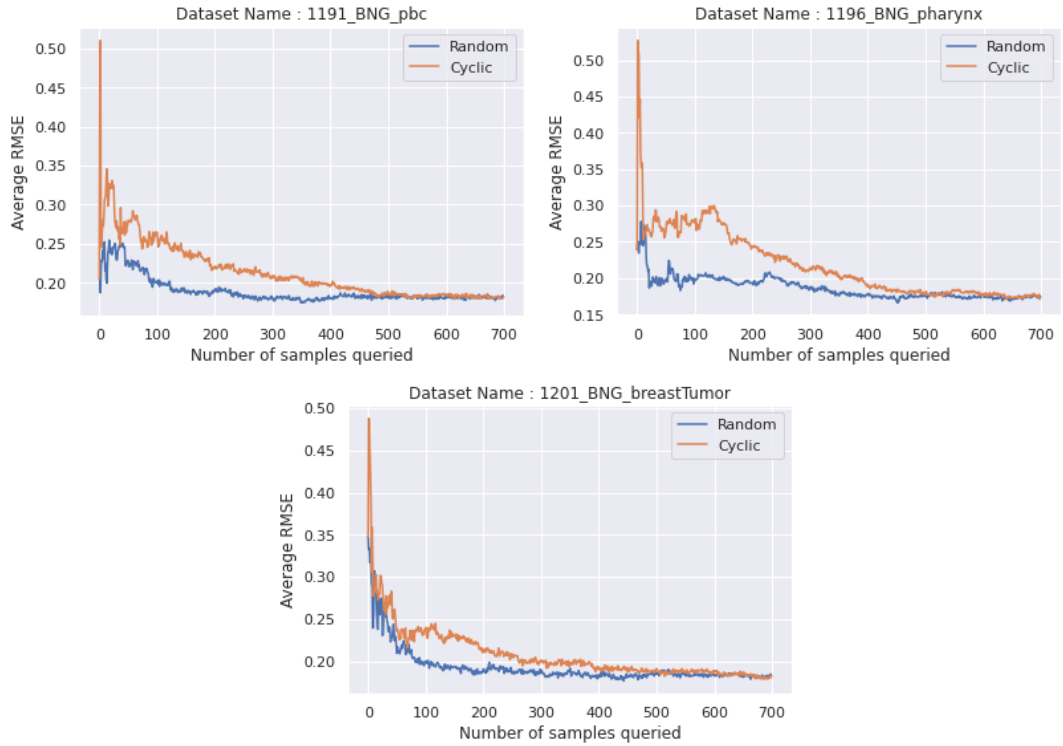 Dataset Name : 1191_BNG_pbc
0.50
0.45
0.40
0.35
0.30
0.25
0.20
Average RMSE
Random
Cyclic
0 100 200 300 400 500 600 700
Number of samples queried
Dataset Name : 1196_BNG_pharynx
0.50
0.45
0.40
0.35
0.30
0.25
0.20
0.15
Average RMSE
Random
Cyclic
0 100 200 300 400 500 600 700
Number of samples queried
Dataset Name : 1201_BNG_breastTumor
0.50
0.45
0.40
0.35
0.30
0.25
0.20
Average RMSE
Random
Cyclic
0 100 200 300 400 500 600 700
Number of samples queried